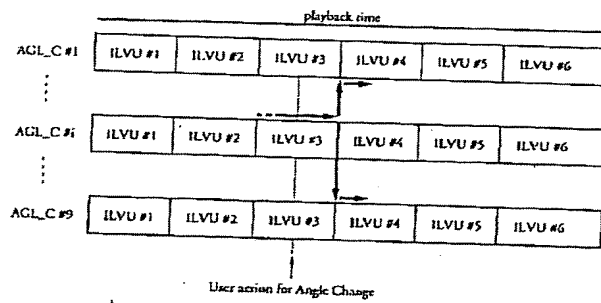 playback time
AGL_C #1 ILVU #1 ILVU #2 ILVU #3 ILVU #4 ILVU #5 ILVU #6
AGL_C #i ILVU #1 ILVU #2 ILVU #3 ILVU #4 ILVU #5 ILVU #6
AGL_C #9 ILVU #1 ILVU #2 ILVU #3 ILVU #4 ILVU #5 ILVU #6
User action for Angle Change